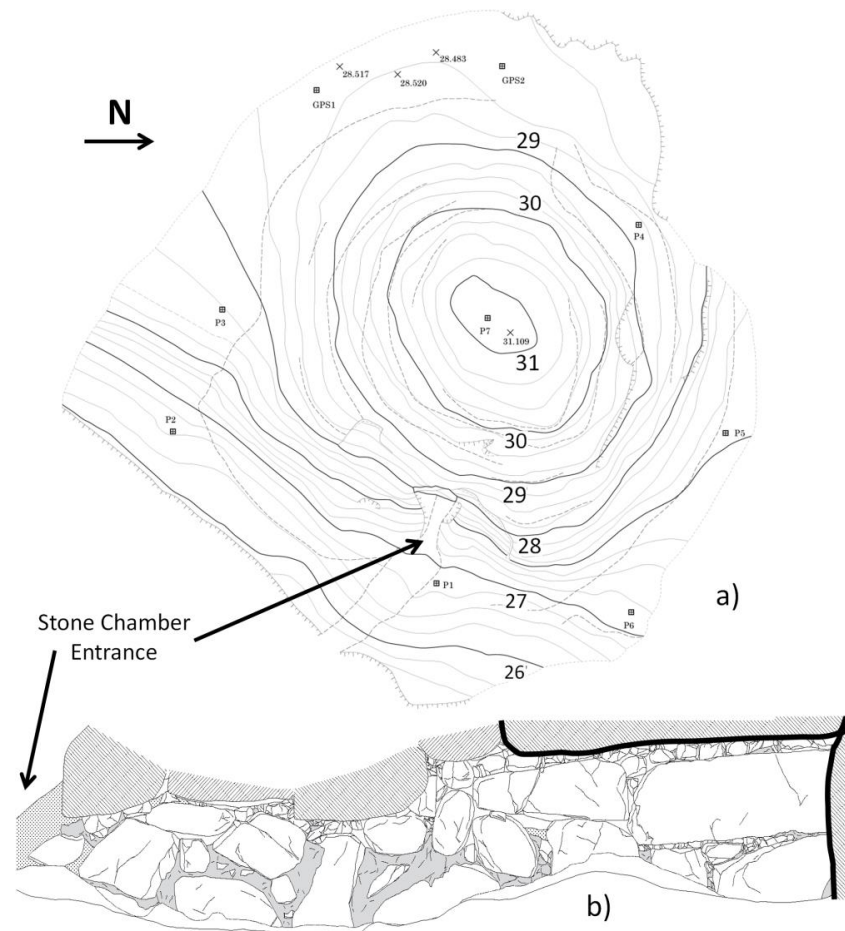 28.483
28.517
28.520
GPS2
GPS1
N
29
30
P4
P3
P7
31.109
31
P2
30
P5
29
28
P1
27
a)
P6
Stone Chamber
Entrance
26
b)